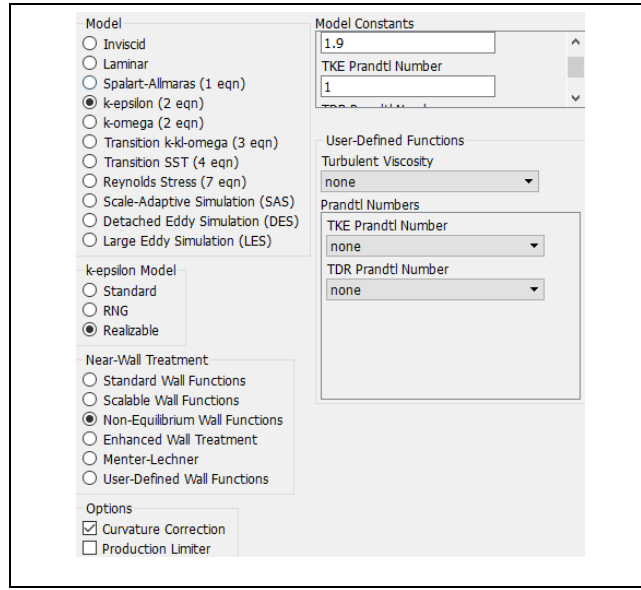 Model
Inviscid
Laminar
Spalart-Allmaras (1 eqn)
k-epsilon (2 eqn)
k-omega (2 eqn)
Transition k-kl-omega (3 eqn)
Transition SST (4 eqn)
Reynolds Stress (7 eqn)
Scale-Adaptive Simulation (SAS)
Detached Eddy Simulation (DES)
Large Eddy Simulation (LES)
k-epsilon Model
Standard
RNG
Realizable
Near-Wall Treatment
Standard Wall Functions
Scalable Wall Functions
Non-Equilibrium Wall Functions
Enhanced Wall Treatment
Menter-Lechner
User-Defined Wall Functions
Options
Curvature Correction
Production Limiter
Model Constants
1.9
TKE Prandtl Number
1
User-Defined Functions
Turbulent Viscosity
none
Prandtl Numbers
TKE Prandtl Number
none
TDR Prandtl Number
none